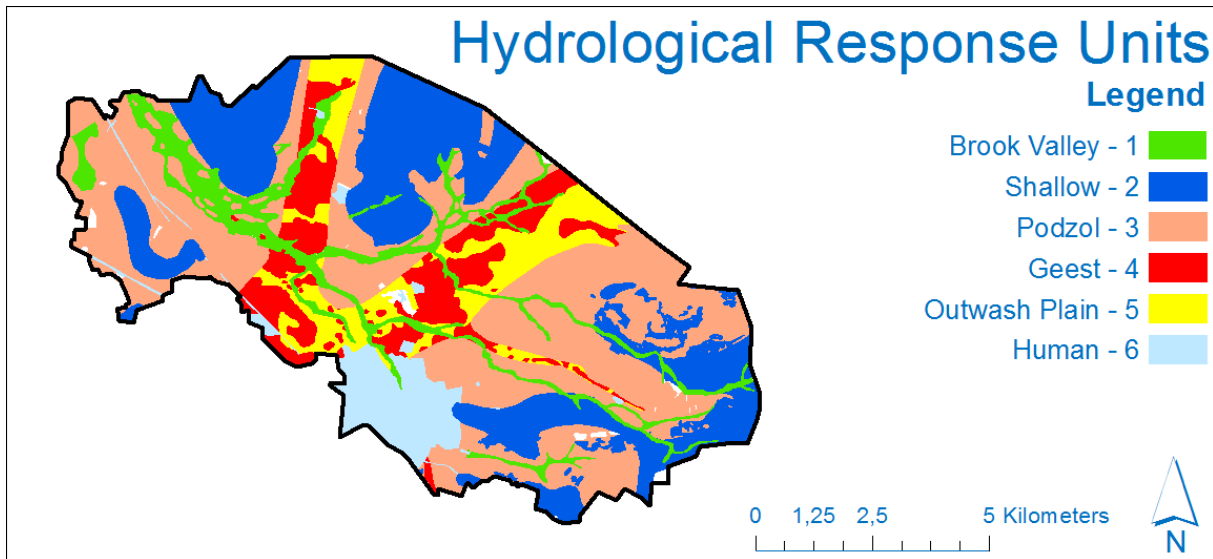 Hydrological Response Units
Legend
Brook Valley - 1
Shallow - 2
Podzol - 3
Geest - 4
Outwash Plain - 5
Human - 6
0 1,25 2,5 5 Kilometers
N